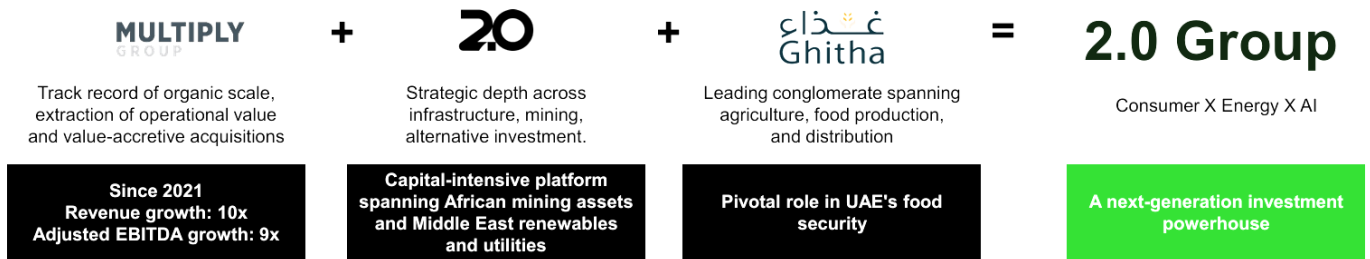 MULTIPLY
GROUP
+
2.0
+
غذاء
Ghitha
=
2.0 Group
Track record of organic scale,
extraction of operational value
and value-accretive acquisitions
Strategic depth across
infrastructure, mining,
alternative investment.
Leading conglomerate spanning
agriculture, food production,
and distribution
Consumer X Energy X AI
Since 2021
Revenue growth: 10x
Adjusted EBITDA growth: 9x
Capital-intensive platform
spanning African mining assets
and Middle East renewables
and utilities
Pivotal role in UAE's food
security
A next-generation investment
powerhouse